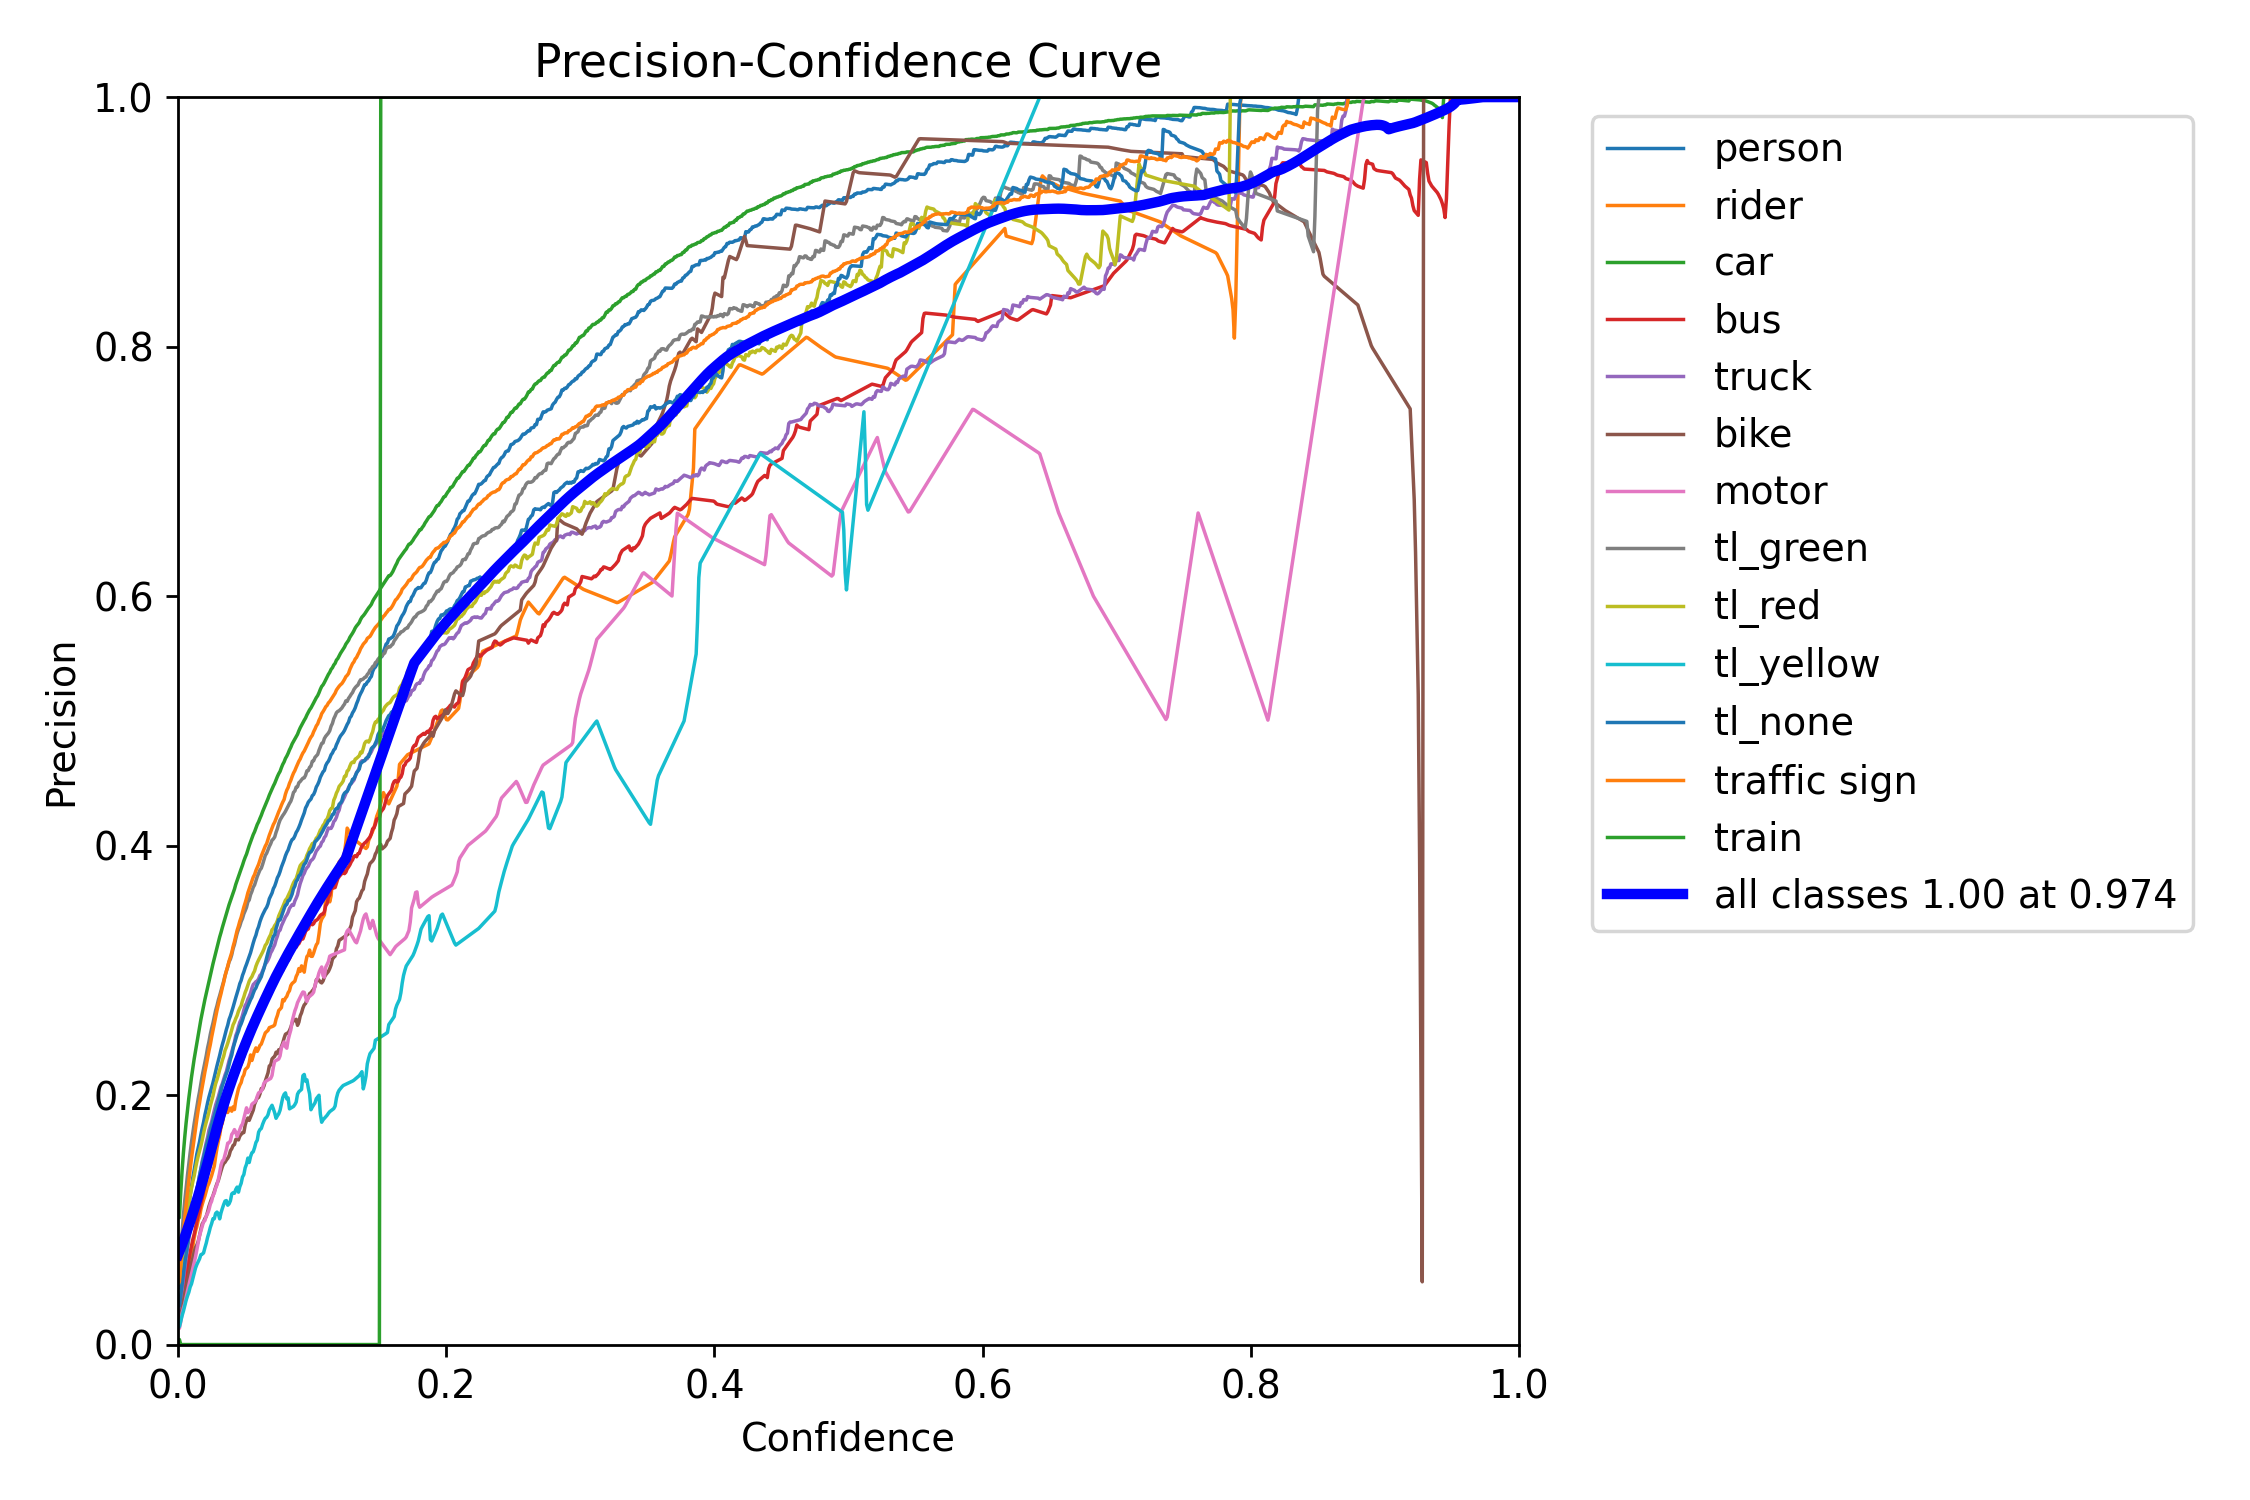 Precision-Confidence Curve
1.0
0.8
0.6
0.4
0.2
0.0
Precision
0.0 0.2 0.4 0.6 0.8 1.0
Confidence
person
rider
car
bus
truck
bike
motor
tl_green
tl_red
tl_yellow
tl_none
traffic sign
train
all classes 1.00 at 0.974